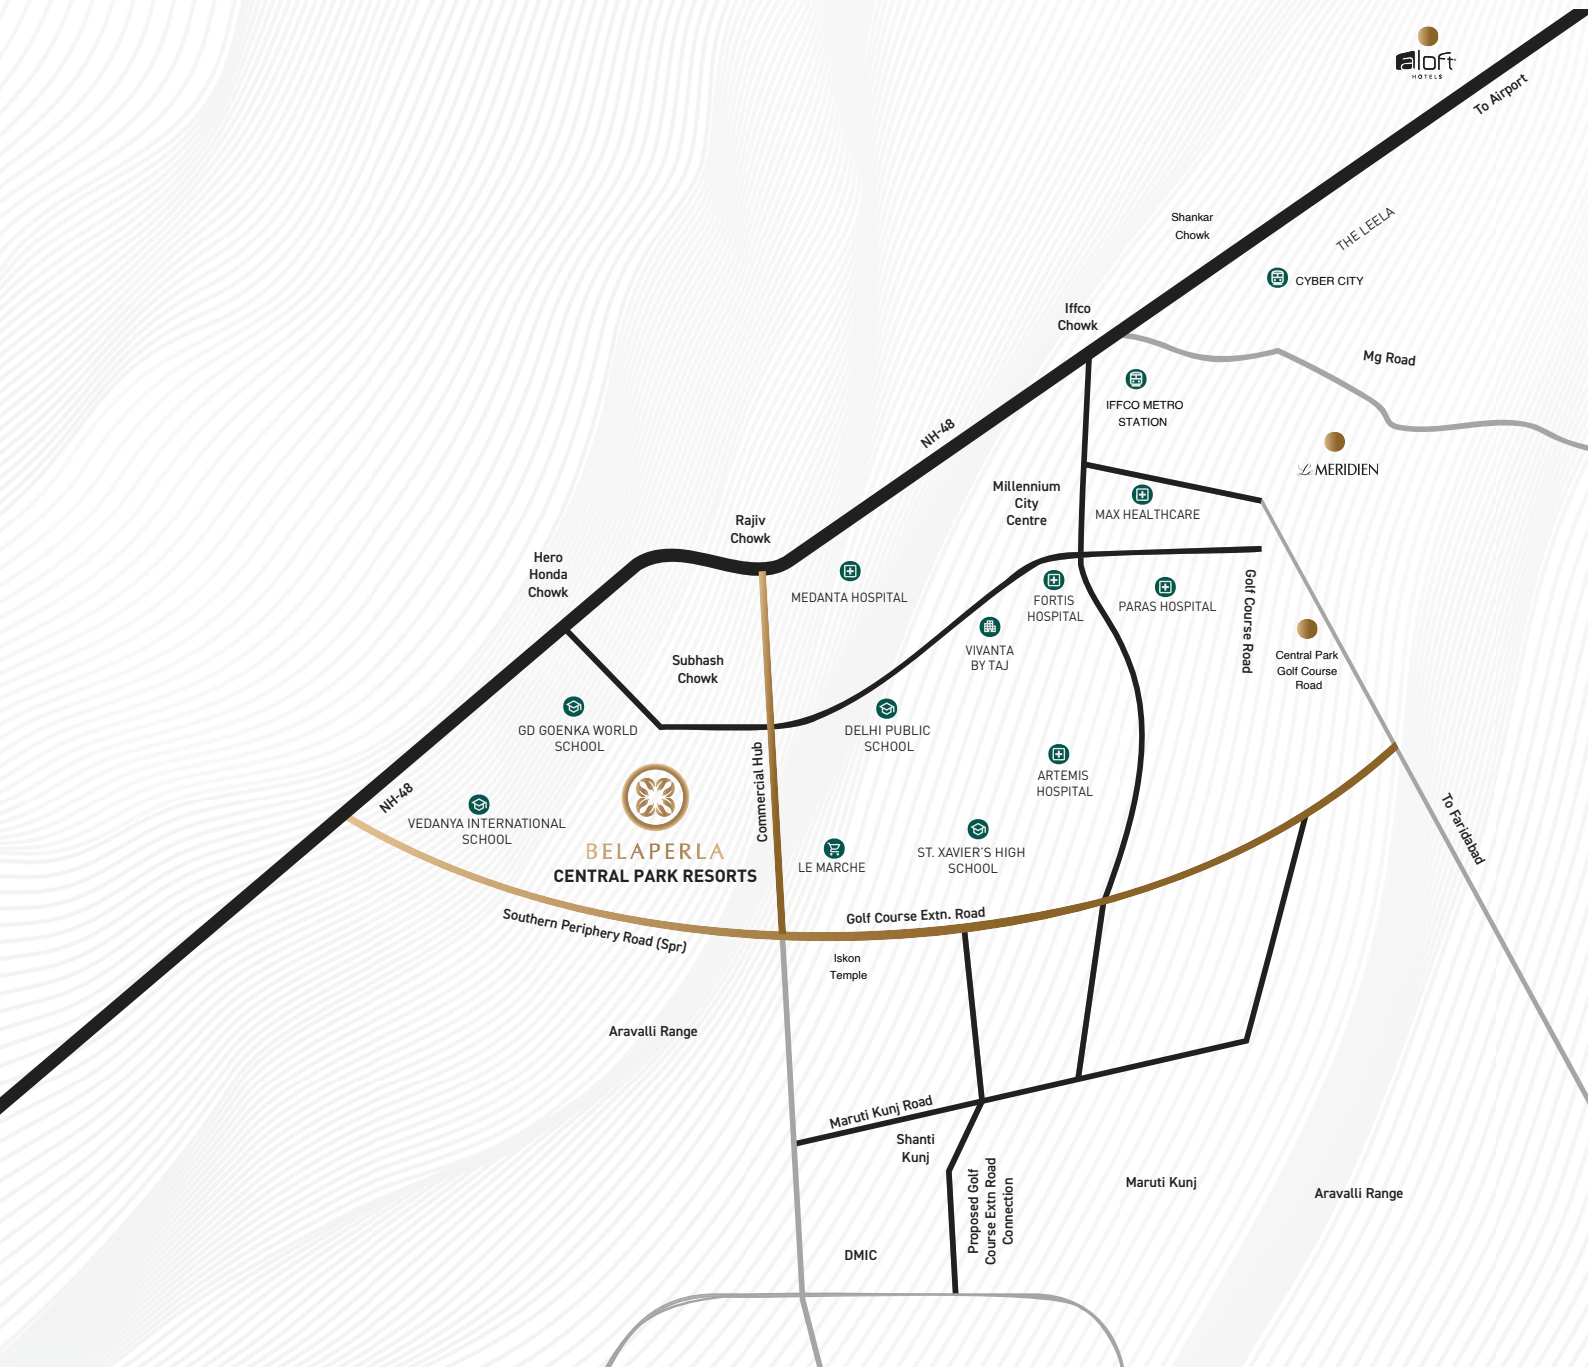 aloft
HOTELS
To Airport
Shankar
Chowk
THE LEELA
CYBER CITY
Iffco
Chowk
Mg Road
IFFCO METRO
STATION
NH-48
Le MERIDIEN
Millennium
City
Centre
MAX HEALTHCARE
Rajiv
Chowk
Hero
Honda
Chowk
MEDANTA HOSPITAL
FORTIS
HOSPITAL
PARAS HOSPITAL
Golf Course Road
VIVANTA
BY TAJ
Central Park
Golf Course
Road
Subhash
Chowk
GD GOENKA WORLD
SCHOOL
DELHI PUBLIC
SCHOOL
Commercial Hub
ARTEMIS
HOSPITAL
NH-48
VEDANYA INTERNATIONAL
SCHOOL
BELAPERLA
CENTRAL PARK RESORTS
LE MARCHE
ST. XAVIER'S HIGH
SCHOOL
To Faridabad
Southern Periphery Road (Spr)
Golf Course Extn. Road
Iskon
Temple
Aravalli Range
Maruti Kunj Road
Shanti
Kunj
Proposed Golf
Course Extn Road
Connection
Maruti Kunj
Aravalli Range
DMIC